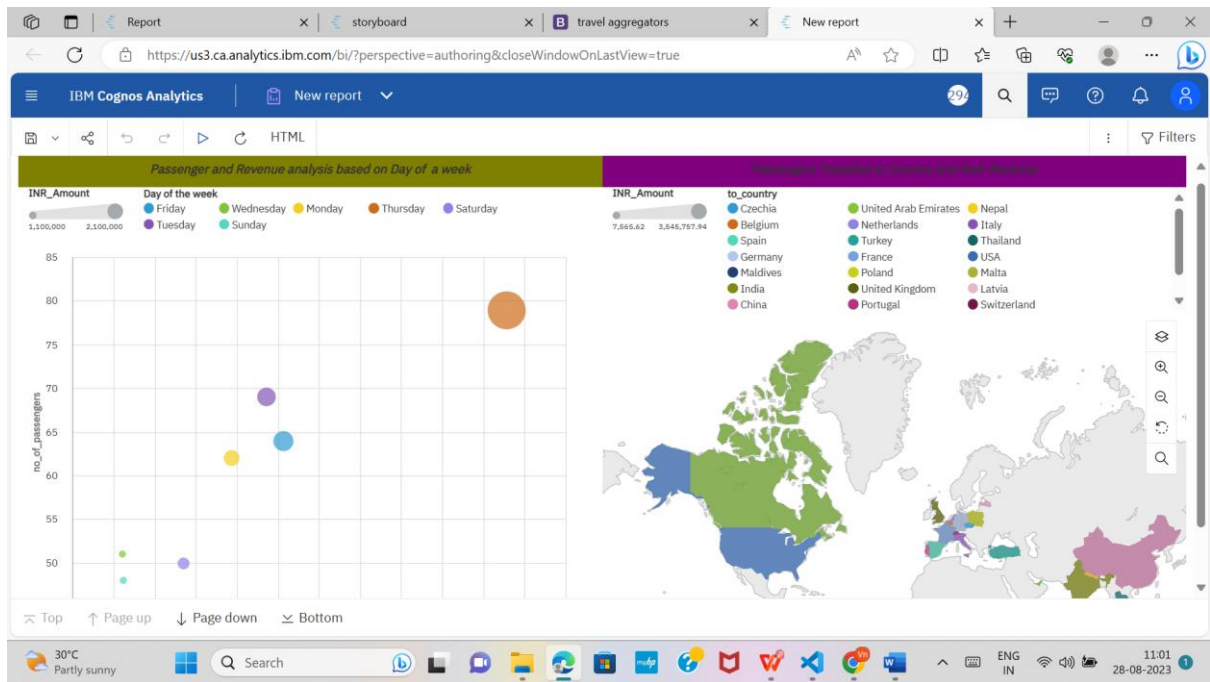 Report
storyboard
B travel aggregators
New report
https://us3.ca.analytics.ibm.com/bi/?perspective=authoring&closeWindowOnLastView=true
IBM Cognos Analytics
New report
294
HTML
Filters
Passenger and Revenue analysis based on Day of a week
INR_Amount
1,100,000 2,100,000
Day of the week
Friday Wednesday Monday Thursday Saturday
Tuesday Sunday
85
80
75
70
65
60
55
50
no_of_passengers
INR_Amount
7,565.62 3,545,757.94
to_country
Czechia United Arab Emirates Nepal
Belgium Netherlands Italy
Spain Turkey Thailand
Germany France USA
Maldives Poland Malta
India United Kingdom Latvia
China Portugal Switzerland
Top Page up Page down Bottom
30°C
Partly sunny
Search
ENG
IN
11:01
28-08-2023
1